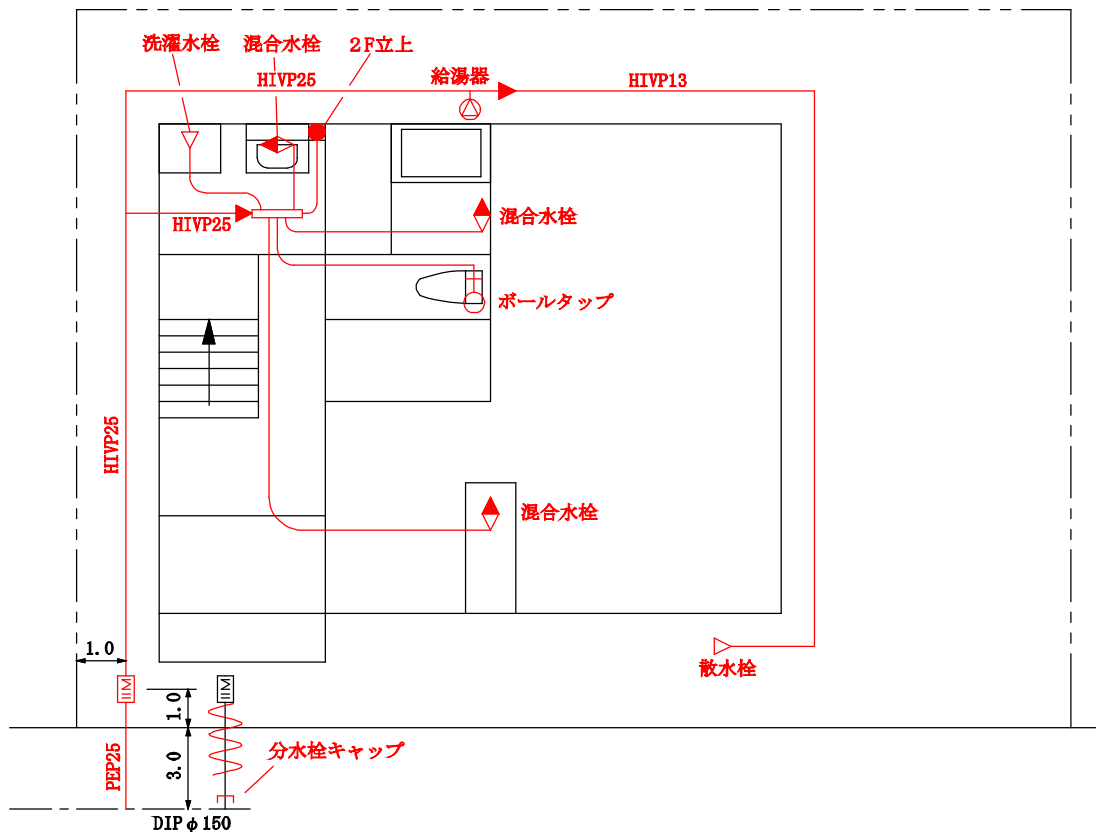 洗濯水栓
混合水栓
2F立上
給湯器
HIVP25
HIVP13
混合水栓
HIVP25
ボールタップ
HIVP25
混合水栓
1.0
散水栓
1.0
分水栓キャップ
PEP25
3.0
DIPφ150